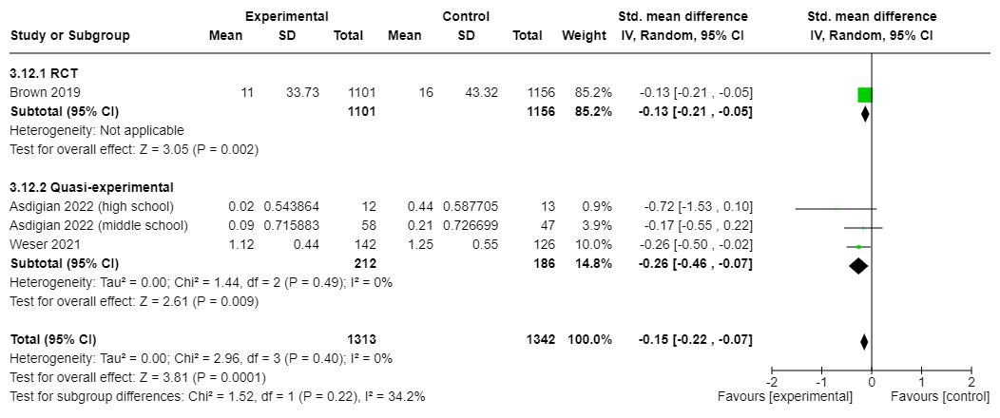 Experimental Control Std. mean difference Std. mean difference
Study or Subgroup Mean SD Total Mean SD Total Weight IV, Random, 95% CI IV, Random, 95% CI
3.12.1 RCT
Brown 2019 11 33.73 1101 16 43.32 1156 85.2% -0.13 [-0.21 , -0.05]
Subtotal (95% CI) 1101 1156 85.2% -0.13 [-0.21 , -0.05]
Heterogeneity: Not applicable
Test for overall effect: Z = 3.05 (P = 0.002)
3.12.2 Quasi-experimental
Asdigian 2022 (high school) 0.02 0.543864 12 0.44 0.587705 13 0.9% -0.72 [-1.53 , 0.10]
Asdigian 2022 (middle school) 0.09 0.715883 58 0.21 0.726699 47 3.9% -0.17 [-0.55 , 0.22]
Weser 2021 1.12 0.44 142 1.25 0.55 126 10.0% -0.26 [-0.50 , -0.02]
Subtotal (95% CI) 212 186 14.8% -0.26 [-0.46 , -0.07]
Heterogeneity: Tau² = 0.00; Chi² = 1.44, df = 2 (P = 0.49); I² = 0%
Test for overall effect: Z = 2.61 (P = 0.009)
Total (95% CI) 1313 1342 100.0% -0.15 [-0.22 , -0.07]
Heterogeneity: Tau² = 0.00; Chi² = 2.96, df = 3 (P = 0.40); I² = 0%
Test for overall effect: Z = 3.81 (P = 0.0001)
Test for subgroup differences: Chi² = 1.52, df = 1 (P = 0.22), I² = 34.2%
-2 -1 0 1 2
Favours [experimental] Favours [control]